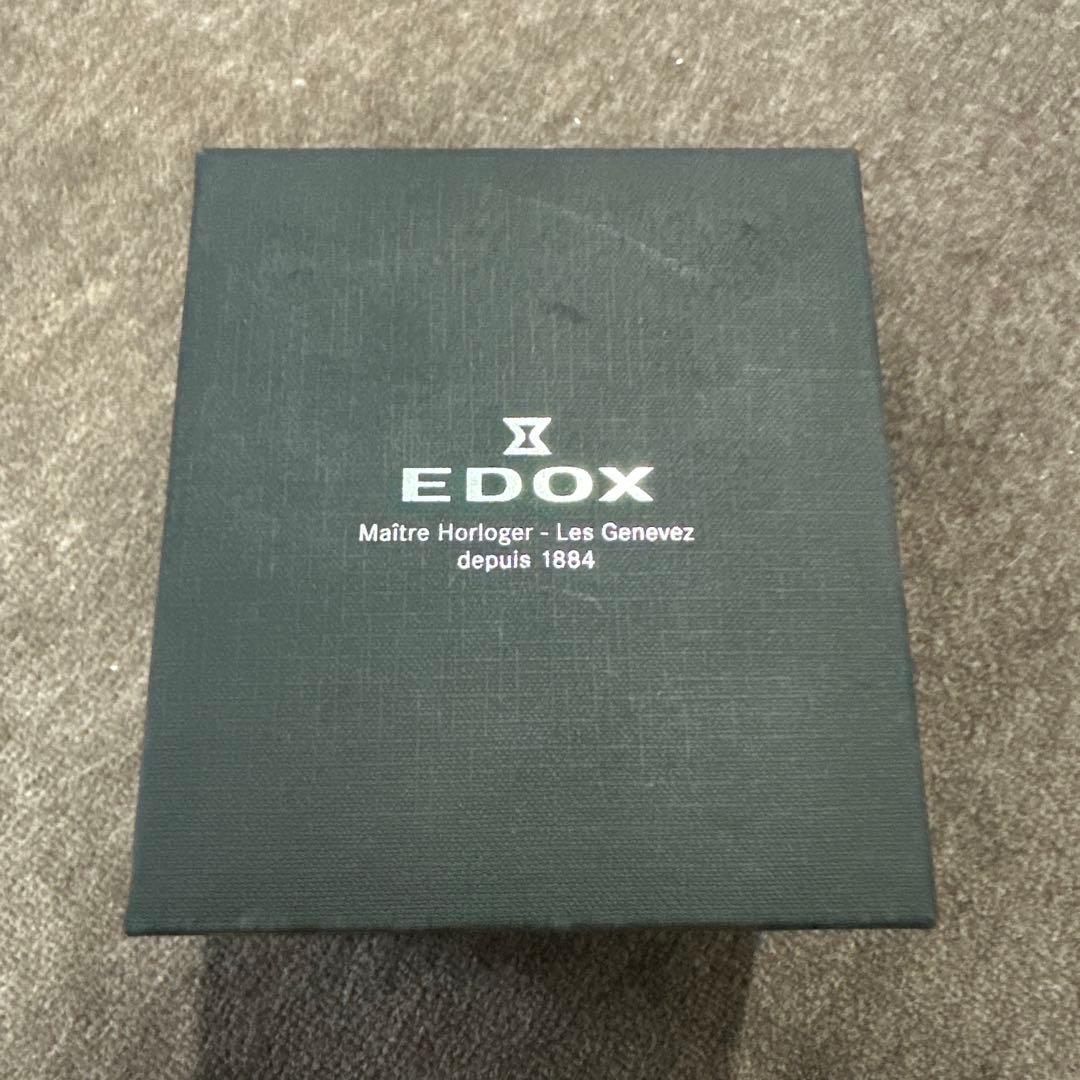 EDOX
Maître Horloger - Les Genevez
depuis 1884